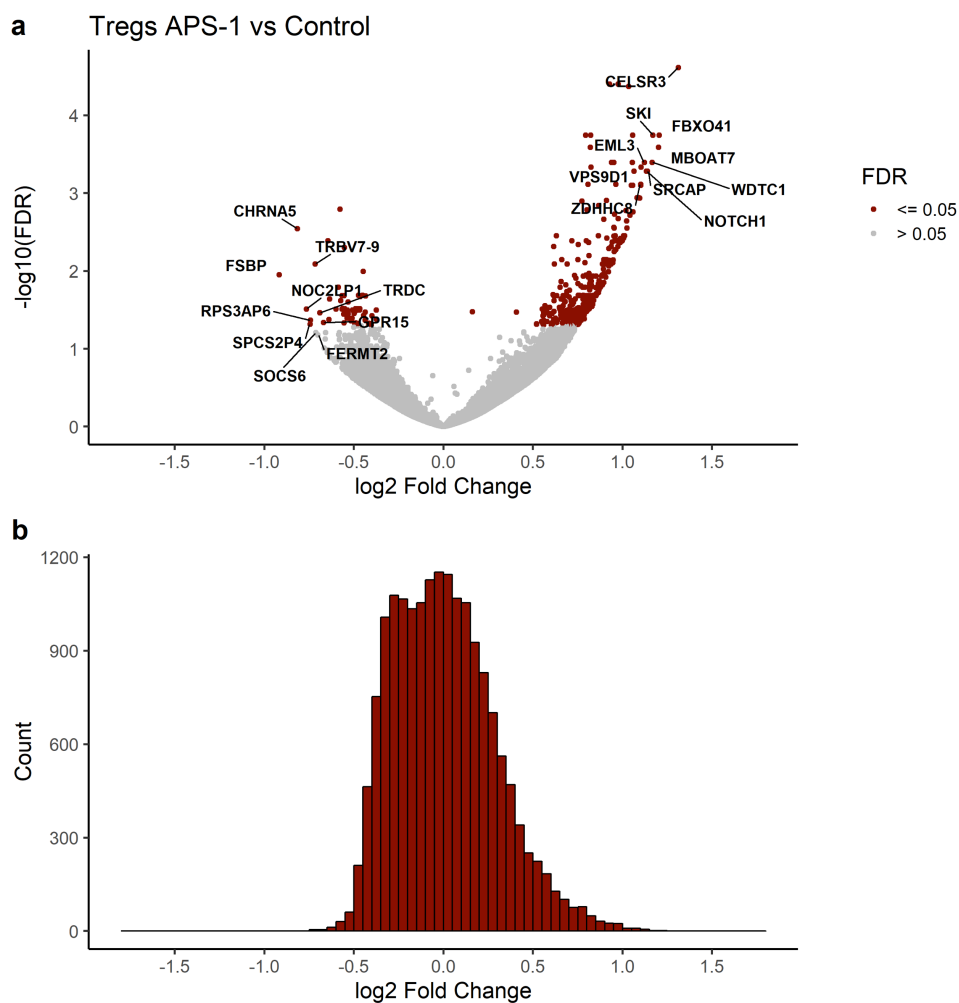 a
Tregs APS-1 vs Control
CELSR3
SKI
FBXO41
EML3
MBOAT7
VPS9D1
SRCAP
WDTC1
ZDHHC8
NOTCH1
CHRNA5
TRBV7-9
FSBP
NOC2LP1
TRDC
RPS3AP6
GPR15
SPCS2P4
FERMT2
SOCS6
4
3
2
1
0
-log10(FDR)
-1.5 -1.0 -0.5 0.0 0.5 1.0 1.5
log2 Fold Change
FDR
<= 0.05
> 0.05
b
1200
900
600
300
0
Count
-1.5 -1.0 -0.5 0.0 0.5 1.0 1.5
log2 Fold Change